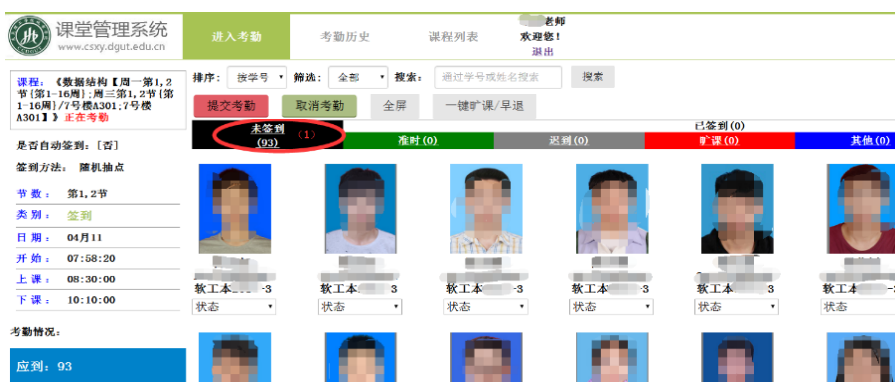 课堂管理系统
www.csxy.dgut.edu.cn
进入考勤
考勤历史
课程列表
老师
欢迎您!
退出
课程: 《数据结构【周一第1,2
节{第1-16周};周三第1,2节{第
1-16周}/7号楼A301;7号楼
A301】》正在考勤
是否自动签到: [否]
签到方法: 随机抽点
节 数: 第1,2节
类 别: 签到
日 期: 04月11
开 始: 07:58:20
上 课: 08:30:00
下 课: 10:10:00
考勤情况:
应到: 93
排序: 按学号 筛选: 全部 搜索: 通过学号或姓名搜索 搜索
提交考勤 取消考勤 全屏 一键旷课/早退
未签到
(93)
(1)
已签到(0)
准时(0) 迟到(0) 旷课(0) 其他(0)
软工本 -3 软工本 3 软工本 -3 软工本 -3 软工本 3 软工本
状态 状态 状态 状态 状态 状态